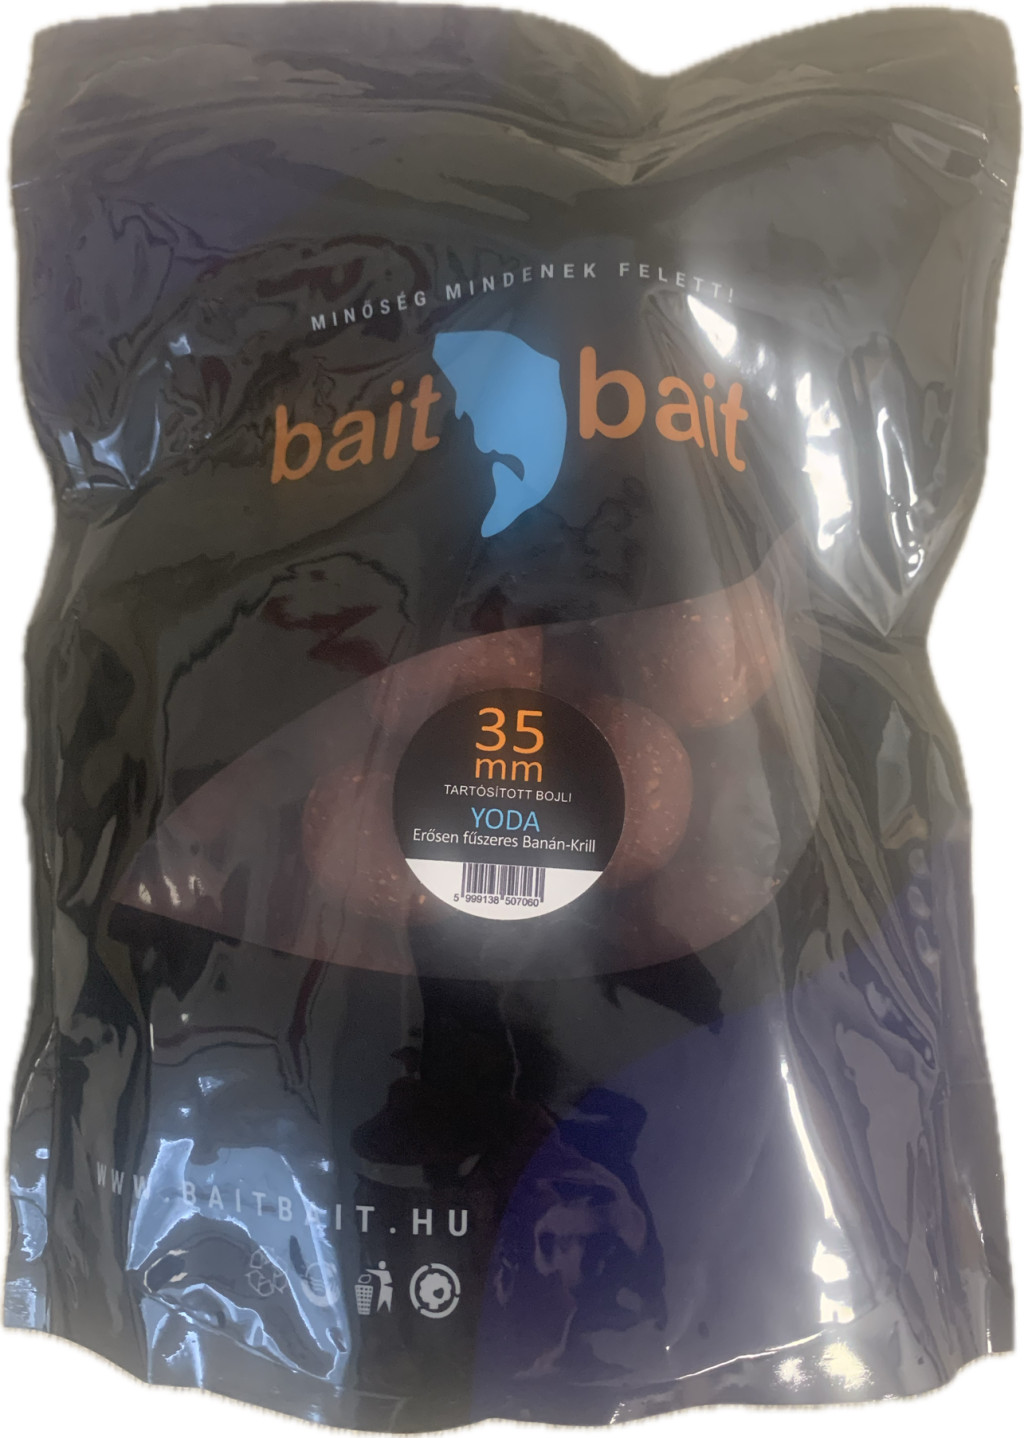 MINŐSÉG MINDENEK FELETT!
bait bait
35
mm
TARTÓSÍTOTT BOJLI
YODA
Erősen fűszeres Banán-Krill
5 999138 507060
WWW.BAITBAIT.HU